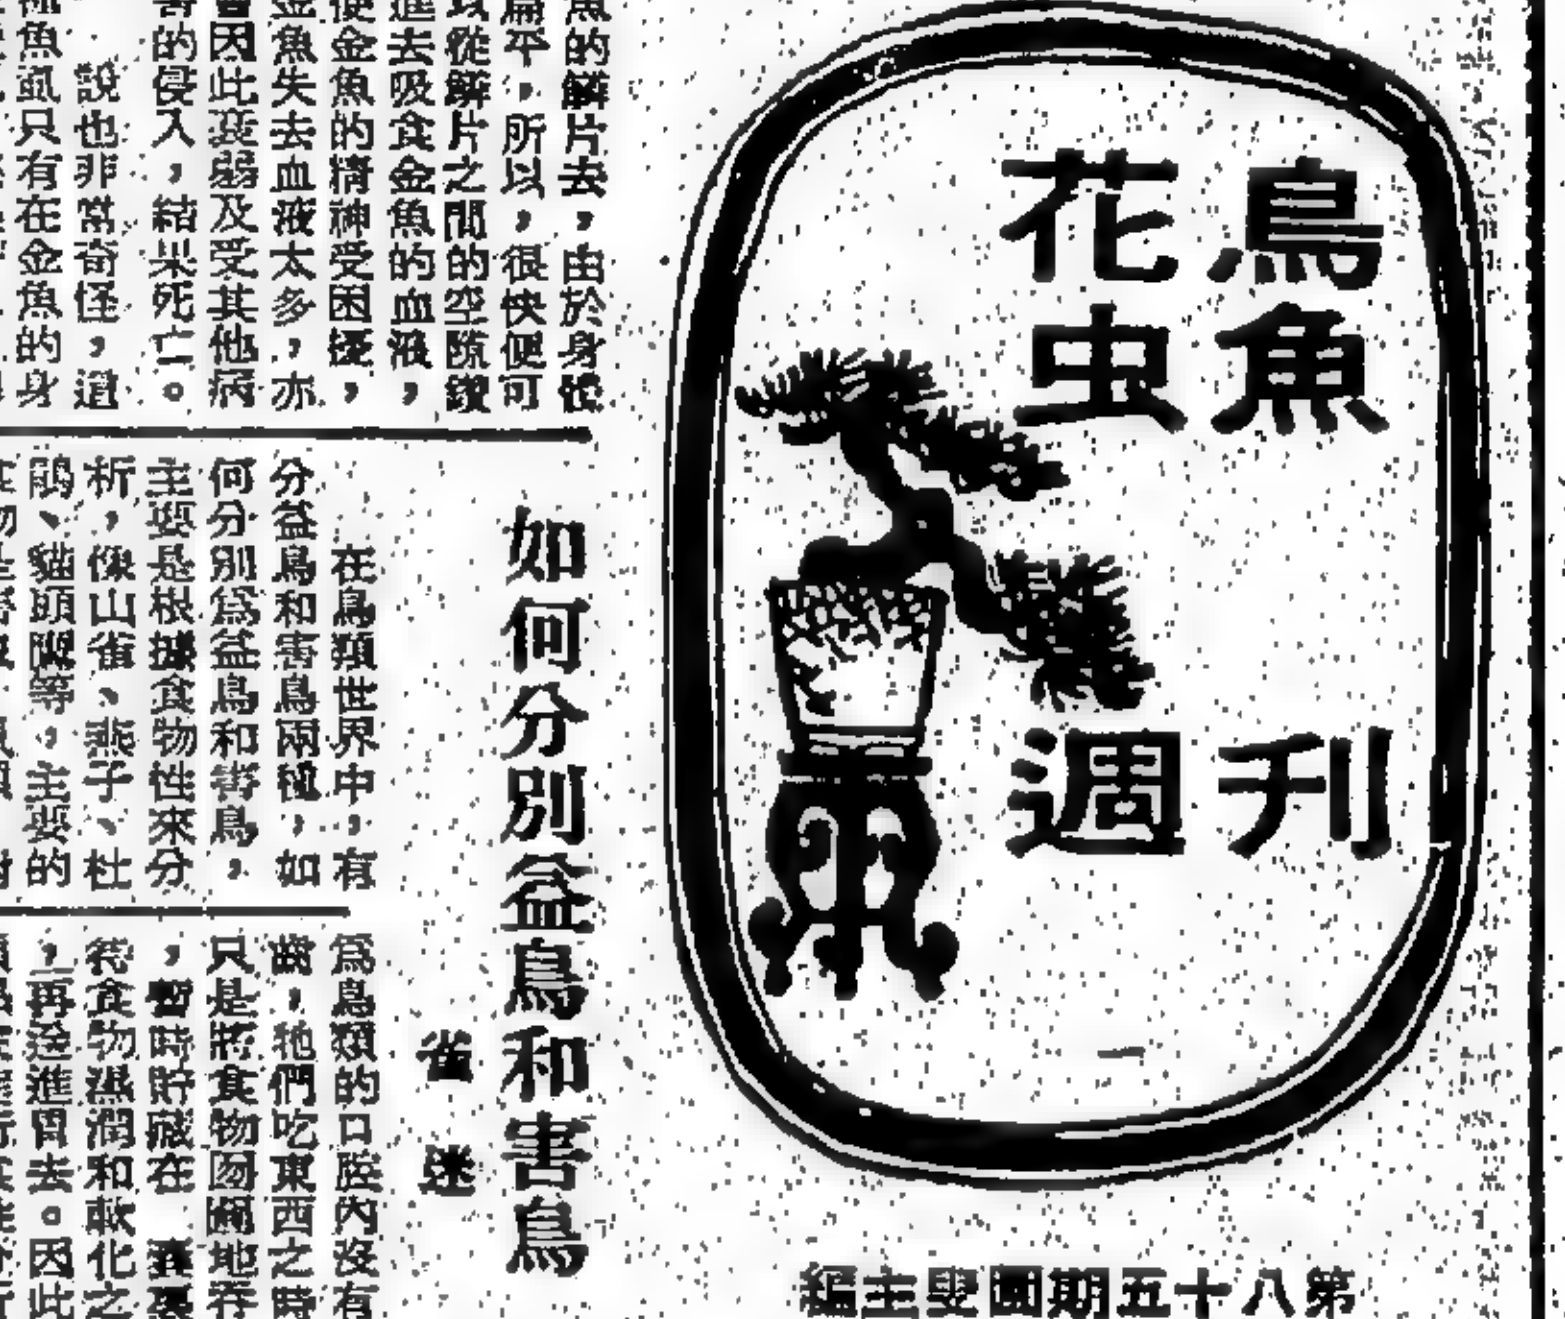 鳥魚
花虫
週刊
第八十五期園叟主編
魚的鱗片去，由於身體
扁平，所以，很快便可
以從鱗片之間的空隙鑽
進去吸食金魚的血液，
使金魚的精神受困擾，
金魚失去血液太多，亦
會因此衰弱及受其他病
害的侵入，結果死亡。
說也非常奇怪，這
魚虱只有在金魚的身
如何分別益鳥和害鳥
雀迷
在鳥類世界中，有
分益鳥和害鳥兩種，如
何分別爲益鳥和害鳥，
主要是根據食物性來分
析，像山雀、燕子、杜
鵑、貓頭鷹等，主要的
爲鳥類的口腔內沒有
齒，牠們吃東西之時
只是將食物囫圇地吞
，暫時貯藏在
待食物濕潤和軟化之
，再送進胃去。因此